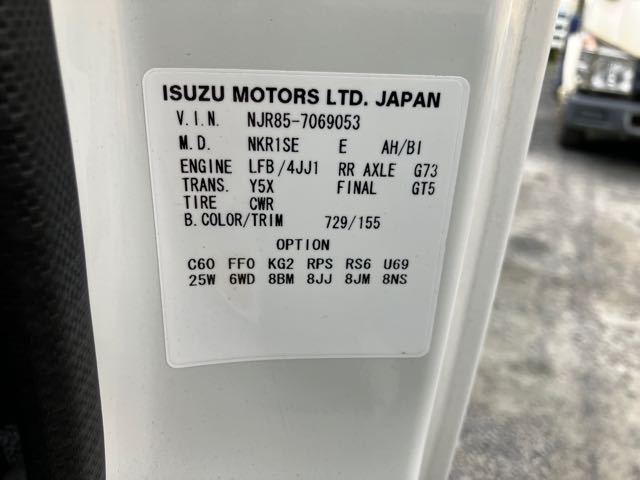 ISUZU MOTORS LTD. JAPAN
V.I.N. NJR85-7069053
M.D. NKR1SE E AH/BI
ENGINE LFB/4JJ1 RR AXLE G73
TRANS. Y5X FINAL GT5
TIRE CWR
B.COLOR/TRIM 729/155
OPTION
C60 FF0 KG2 RPS RS6 U69
25W 6WD 8BM 8JJ 8JM 8NS